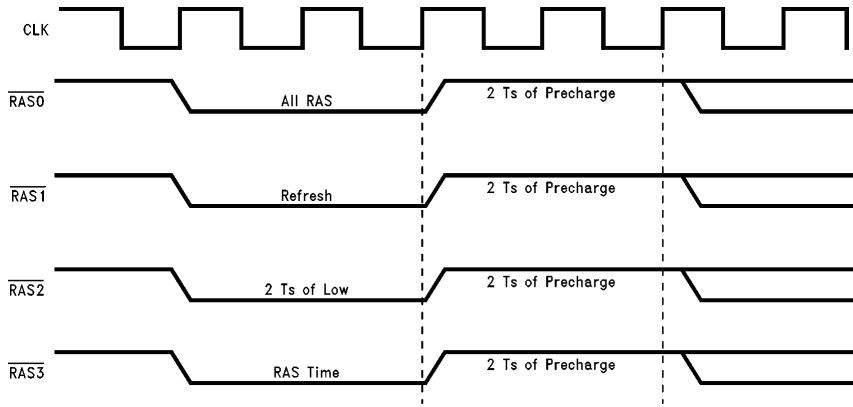 CLK
RAS0
All RAS
2 Ts of Precharge
RAS1
Refresh
2 Ts of Precharge
RAS2
2 Ts of Low
2 Ts of Precharge
RAS3
RAS Time
2 Ts of Precharge